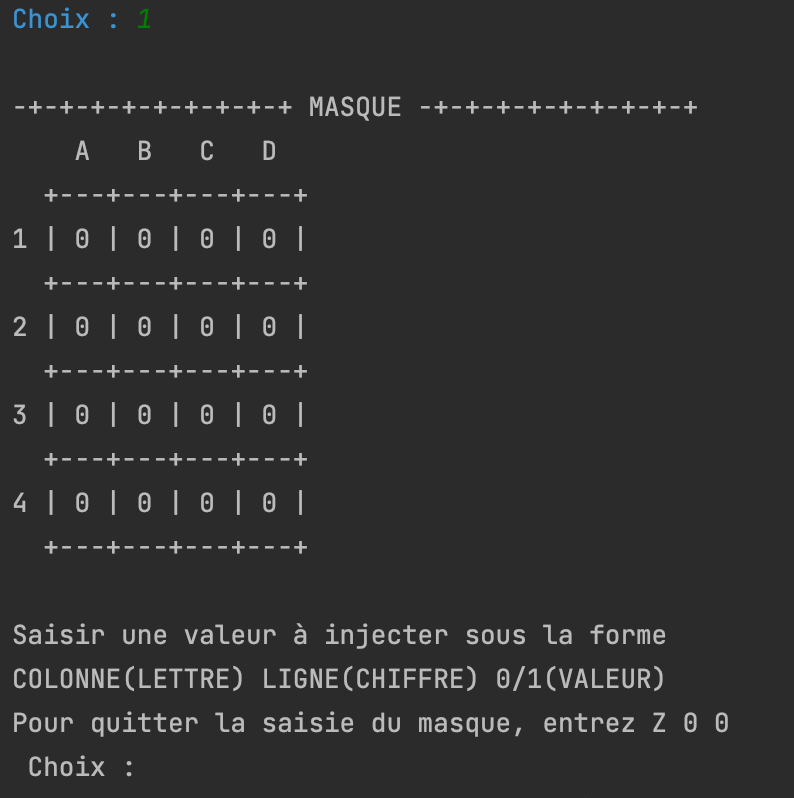 Choix : 1
-+-+-+-+-+-+-+-+-+ MASQUE -+-+-+-+-+-+-+-+-+
    A   B   C   D
  +---+---+---+---+
1 | 0 | 0 | 0 | 0 |
  +---+---+---+---+
2 | 0 | 0 | 0 | 0 |
  +---+---+---+---+
3 | 0 | 0 | 0 | 0 |
  +---+---+---+---+
4 | 0 | 0 | 0 | 0 |
  +---+---+---+---+
Saisir une valeur à injecter sous la forme
COLONNE(LETTRE) LIGNE(CHIFFRE) 0/1(VALEUR)
Pour quitter la saisie du masque, entrez Z 0 0
 Choix :